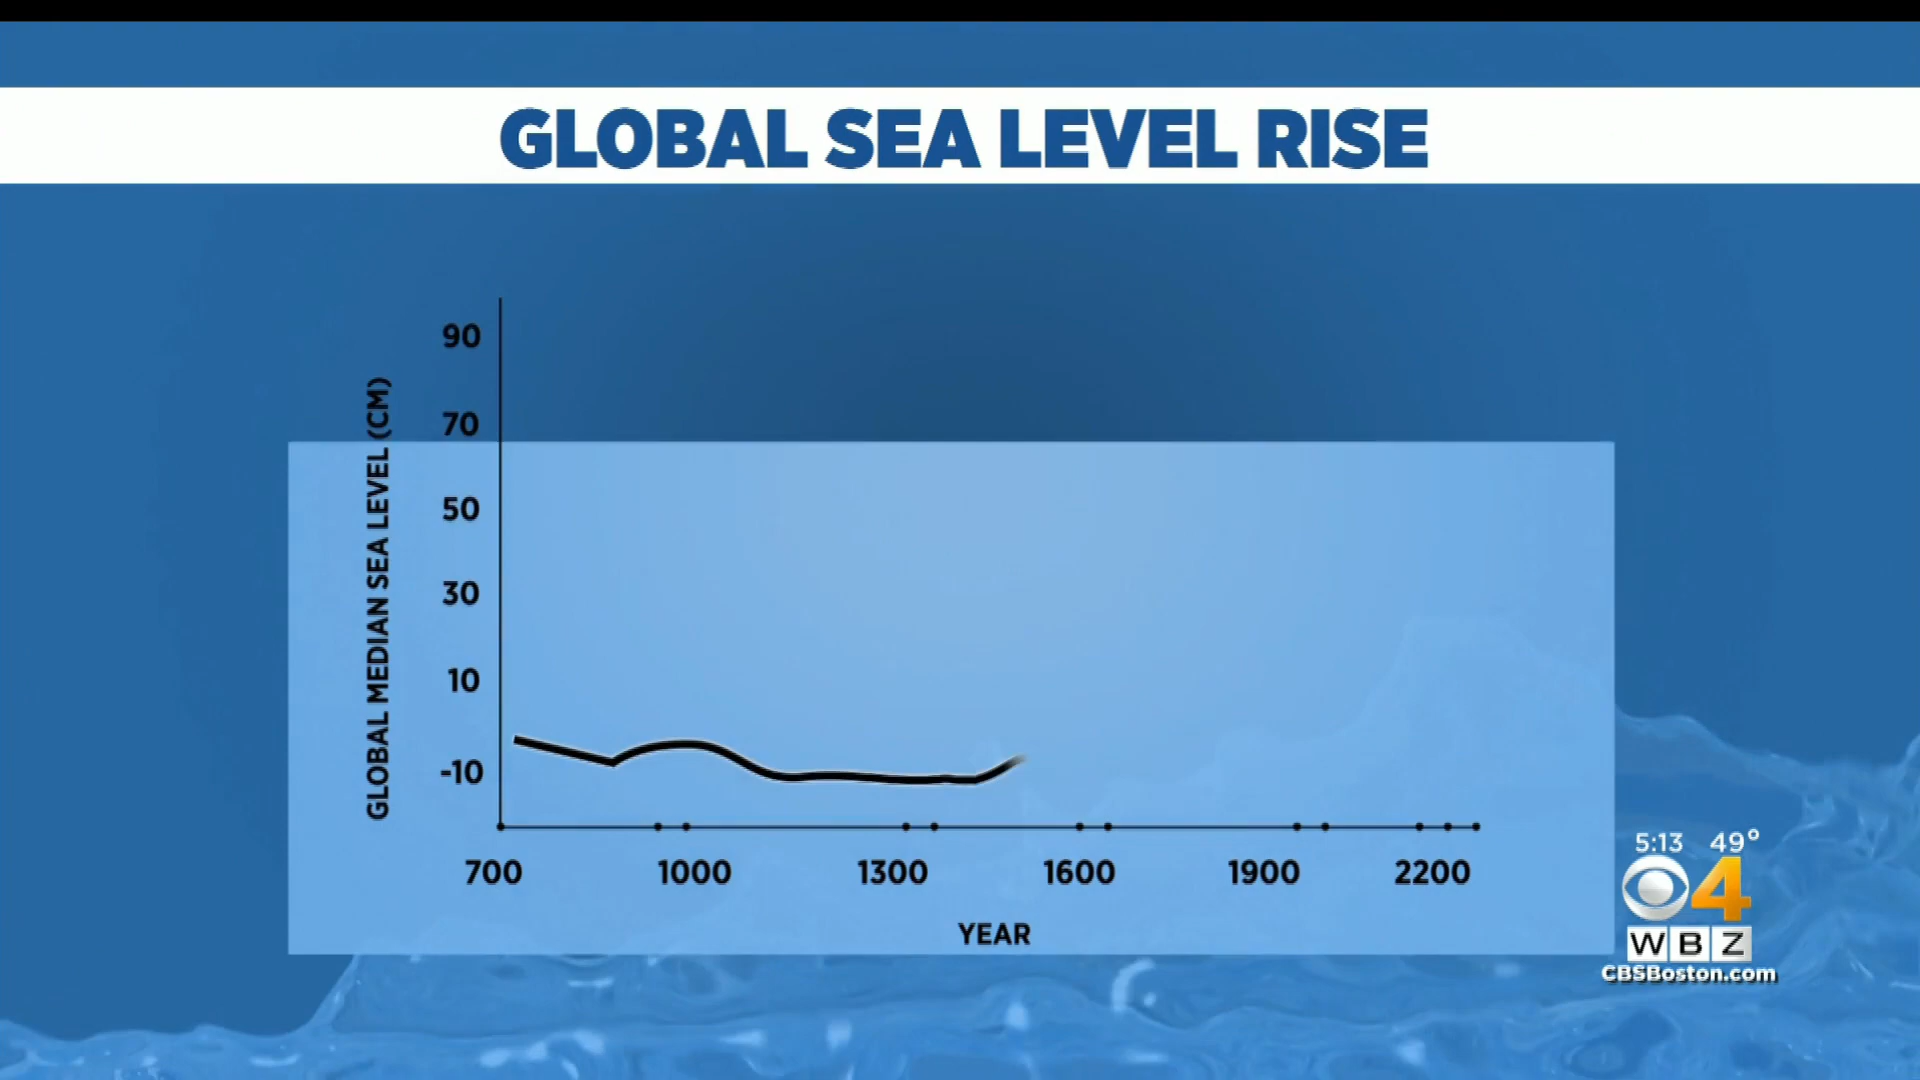 GLOBAL SEA LEVEL RISE
90
70
50
30
10
-10
GLOBAL MEDIAN SEA LEVEL (CM)
700 1000 1300 1600 1900 2200
YEAR
5:13 49°
4
WBZ
CBSBoston.com